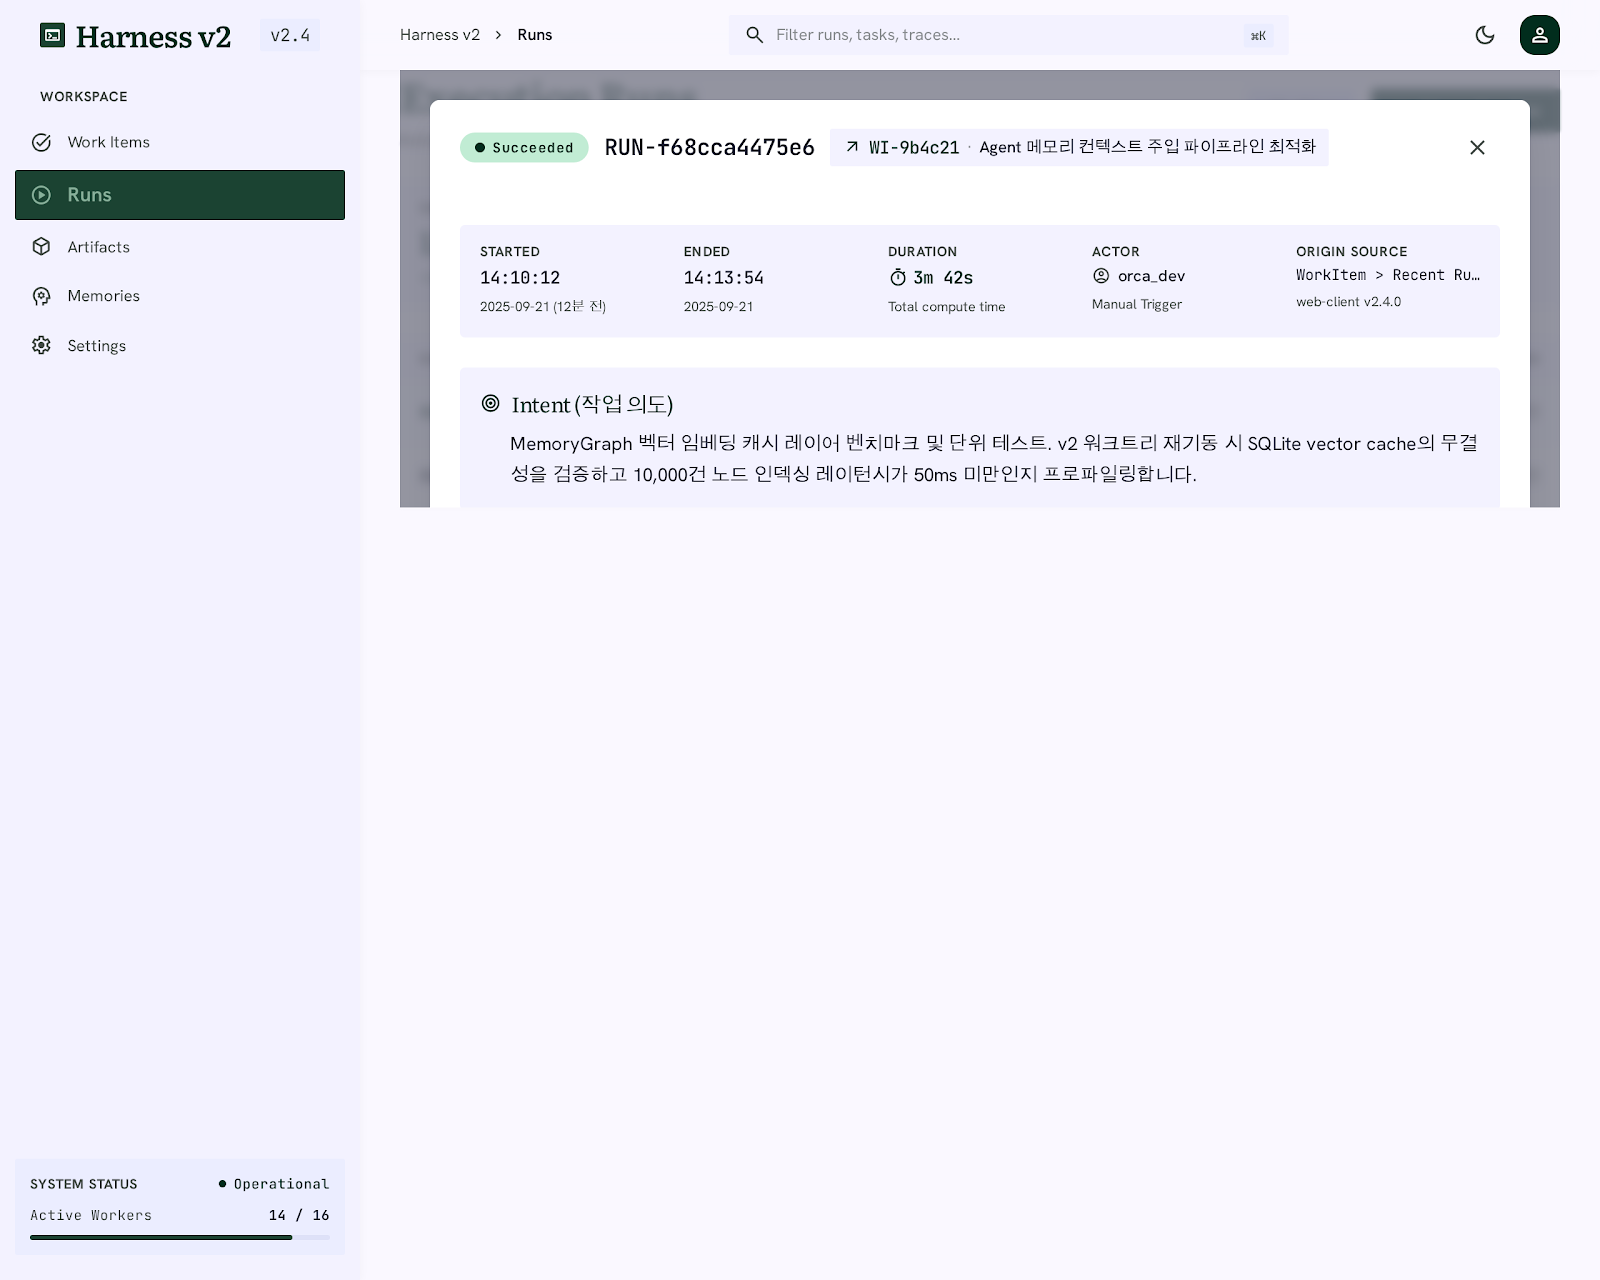 Harness v2
v2.4
Harness v2 > Runs
Filter runs, tasks, traces...
⌘K
WORKSPACE
Work Items
Runs
Artifacts
Memories
Settings
Execution Runs
Succeeded
RUN-f68cca4475e6
WI-9b4c21 · Agent 메모리 컨텍스트 주입 파이프라인 최적화
STARTED
14:10:12
2025-09-21 (12분 전)
ENDED
14:13:54
2025-09-21
DURATION
3m 42s
Total compute time
ACTOR
orca_dev
Manual Trigger
ORIGIN SOURCE
WorkItem > Recent Ru…
web-client v2.4.0
Intent (작업 의도)
MemoryGraph 벡터 임베딩 캐시 레이어 벤치마크 및 단위 테스트. v2 워크트리 재기동 시 SQLite vector cache의 무결
성을 검증하고 10,000건 노드 인덱싱 레이턴시가 50ms 미만인지 프로파일링합니다.
SYSTEM STATUS
Operational
Active Workers
14 / 16